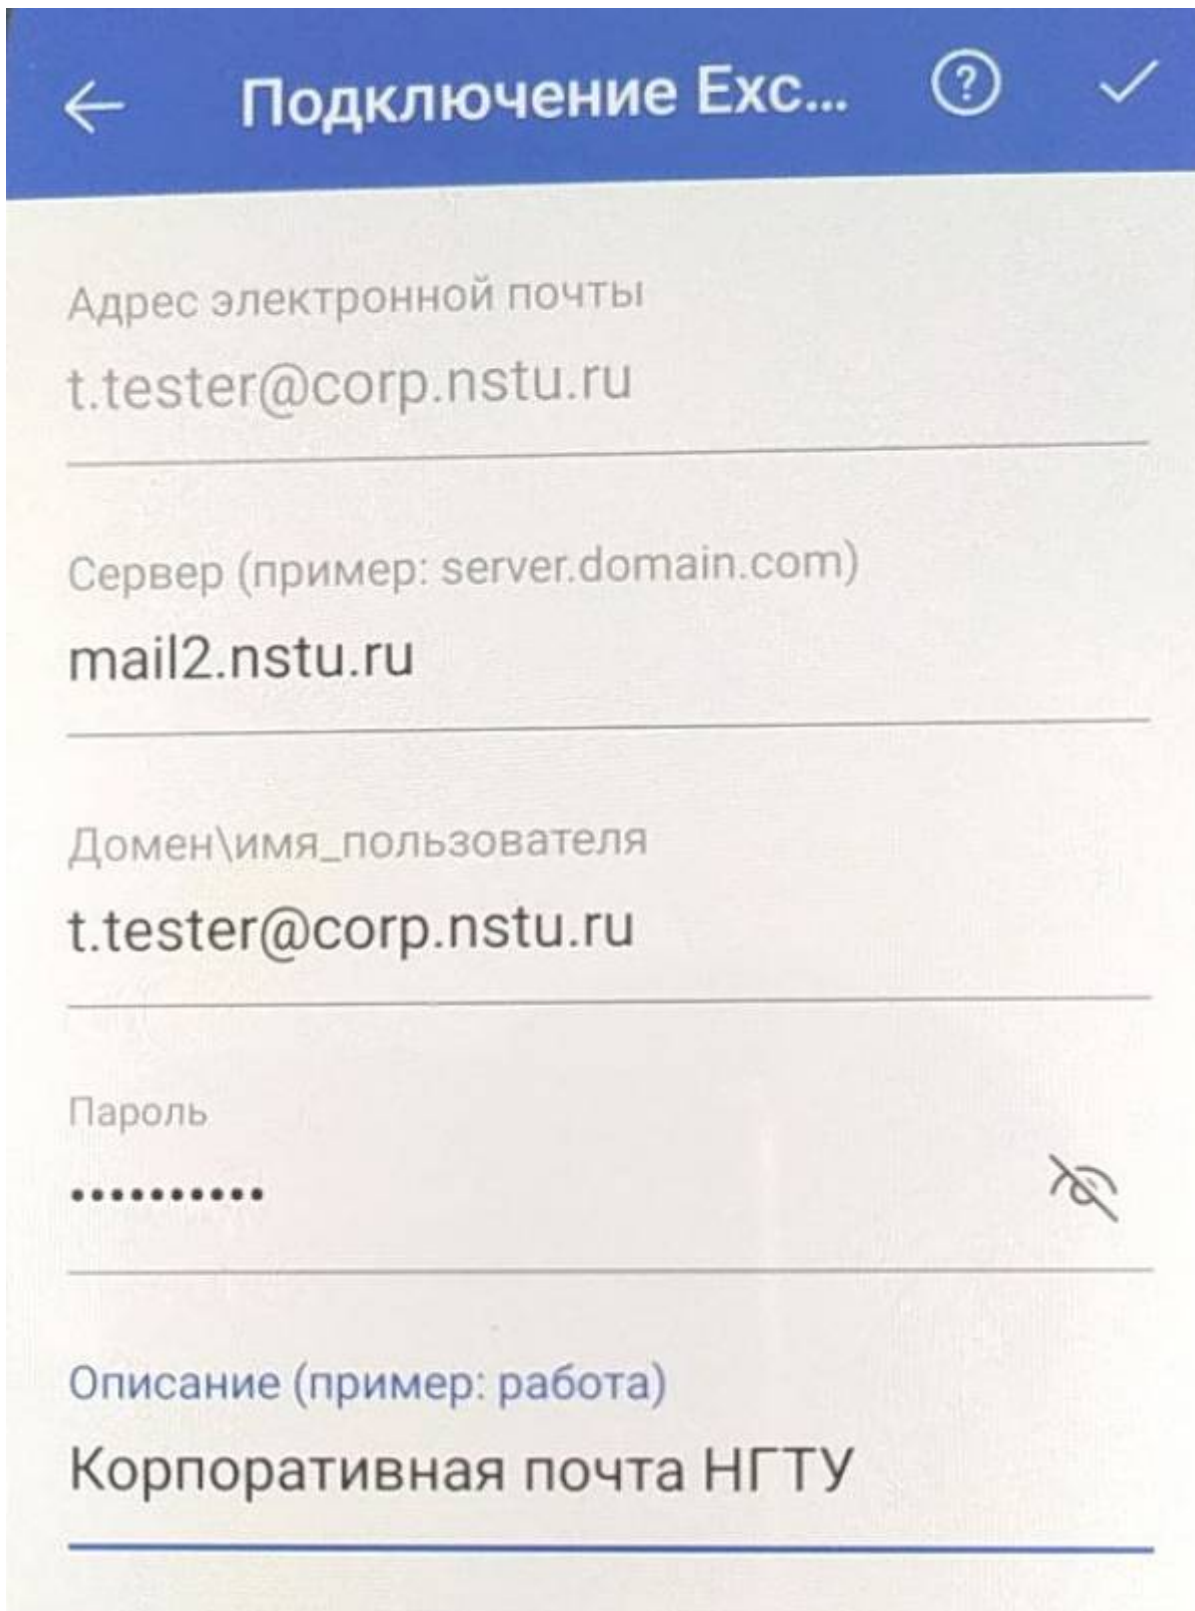 Подключение Exc...
Адрес электронной почты
t.tester@corp.nstu.ru
Сервер (пример: server.domain.com)
mail2.nstu.ru
Домен\имя_пользователя
t.tester@corp.nstu.ru
Пароль
••••••••••
Описание (пример: работа)
Корпоративная почта НГТУ